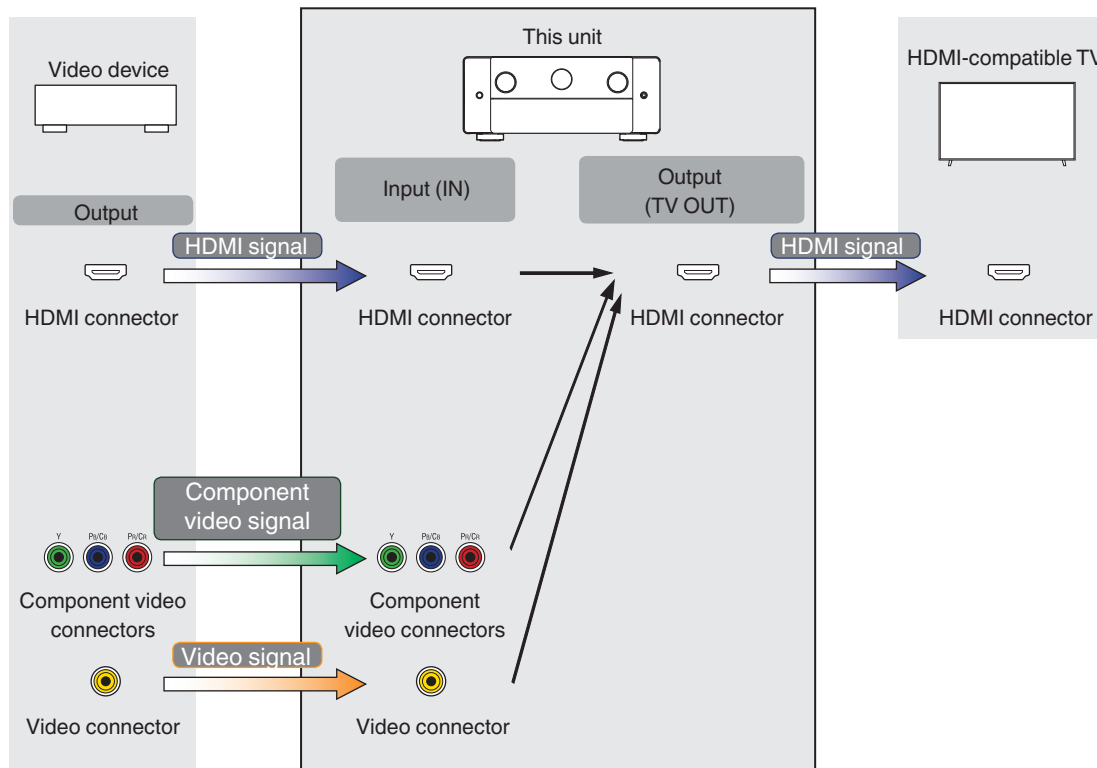 This unit
Video device
HDMI-compatible TV
Input (IN)
Output
(TV OUT)
Output
HDMI signal
HDMI signal
HDMI connector
HDMI connector
HDMI connector
HDMI connector
Component
video signal
Y PB/CB PR/CR
Y PB/CB PR/CR
Component video
connectors
Component
video connectors
Video signal
Video connector
Video connector